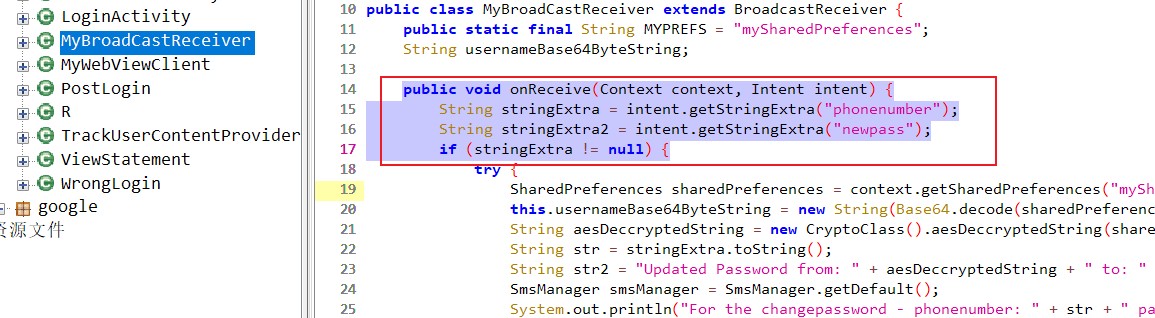 LoginActivity
MyBroadCastReceiver
MyWebViewClient
PostLogin
R
TrackUserContentProvider
ViewStatement
WrongLogin
google
资源文件
10 public class MyBroadCastReceiver extends BroadcastReceiver {
11 public static final String MYPREFS = "mySharedPreferences";
12 String usernameBase64ByteString;
13
14 public void onReceive(Context context, Intent intent) {
15 String stringExtra = intent.getStringExtra("phonenumber");
16 String stringExtra2 = intent.getStringExtra("newpass");
17 if (stringExtra != null) {
18 try {
19 SharedPreferences sharedPreferences = context.getSharedPreferences("mySh
20 this.usernameBase64ByteString = new String(Base64.decode(sharedPreferenc
21 String aesDeccryptedString = new CryptoClass().aesDeccryptedString(share
22 String str = stringExtra.toString();
23 String str2 = "Updated Password from: " + aesDeccryptedString + " to: "
24 SmsManager smsManager = SmsManager.getDefault();
25 System.out.println("For the changepassword - phonenumber: " + str + " pa